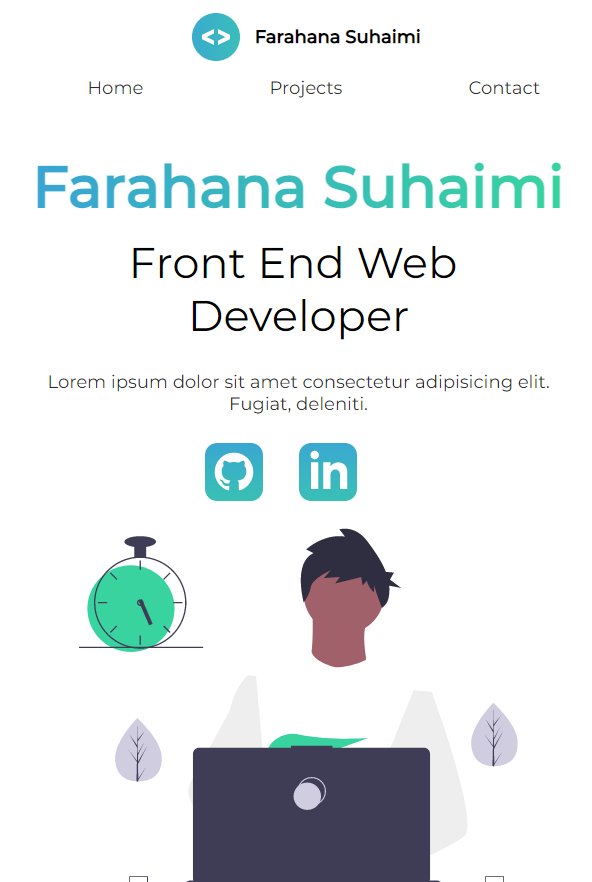 Farahana Suhaimi
Home Projects Contact
Farahana Suhaimi
Front End Web
Developer
Lorem ipsum dolor sit amet consectetur adipisicing elit.
Fugiat, deleniti.
in